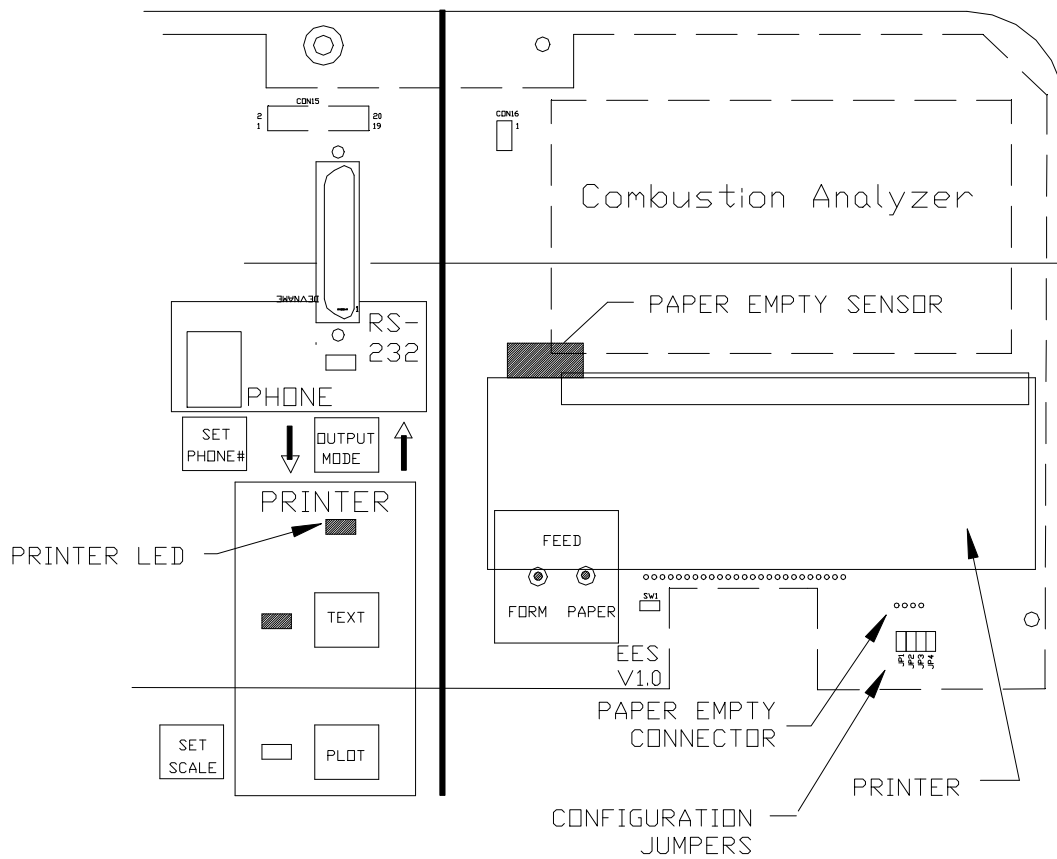 CON15
2
1
20
19
CON16
1
Combustion Analyzer
PAPER EMPTY SENSOR
DEVNAME
1
RS-
232
PHONE
SET
PHONE#
OUTPUT
MODE
PRINTER
PRINTER LED
TEXT
SET
SCALE
PLOT
FEED
FORM
PAPER
SW1
EES
V1.0
JP1
JP2
JP3
JP4
PAPER EMPTY
CONNECTOR
PRINTER
CONFIGURATION
JUMPERS